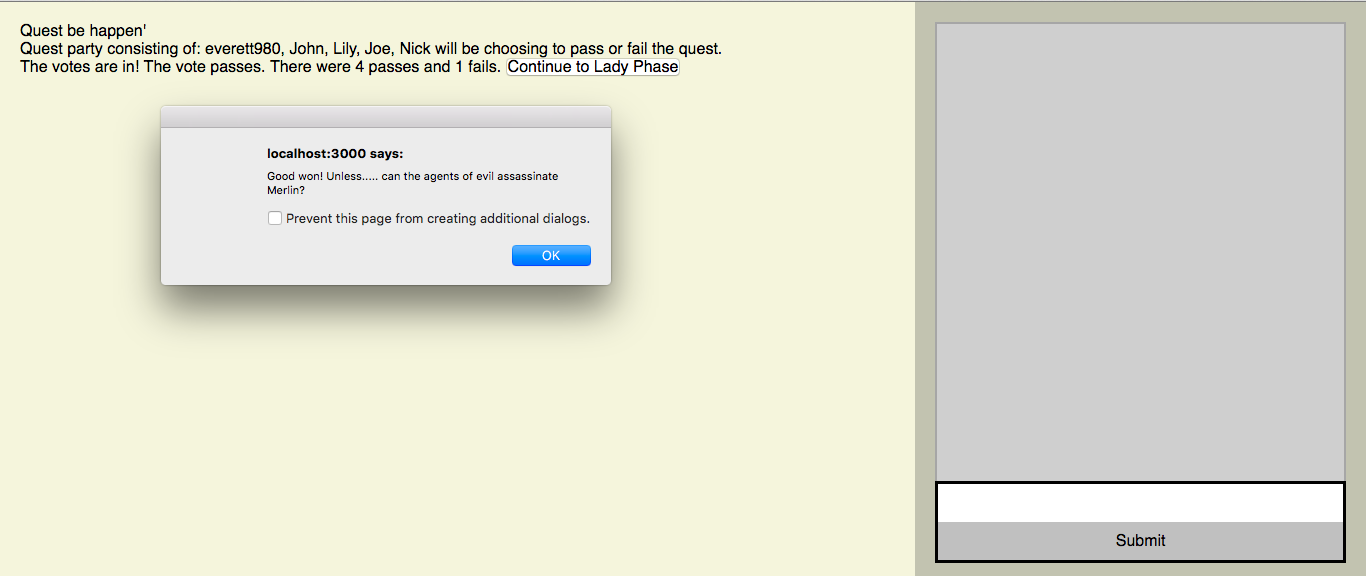 Quest be happen'
Quest party consisting of: everett980, John, Lily, Joe, Nick will be choosing to pass or fail the quest.
The votes are in! The vote passes. There were 4 passes and 1 fails. Continue to Lady Phase
localhost:3000 says:
Good won! Unless..... can the agents of evil assassinate
Merlin?
Prevent this page from creating additional dialogs.
OK
Submit